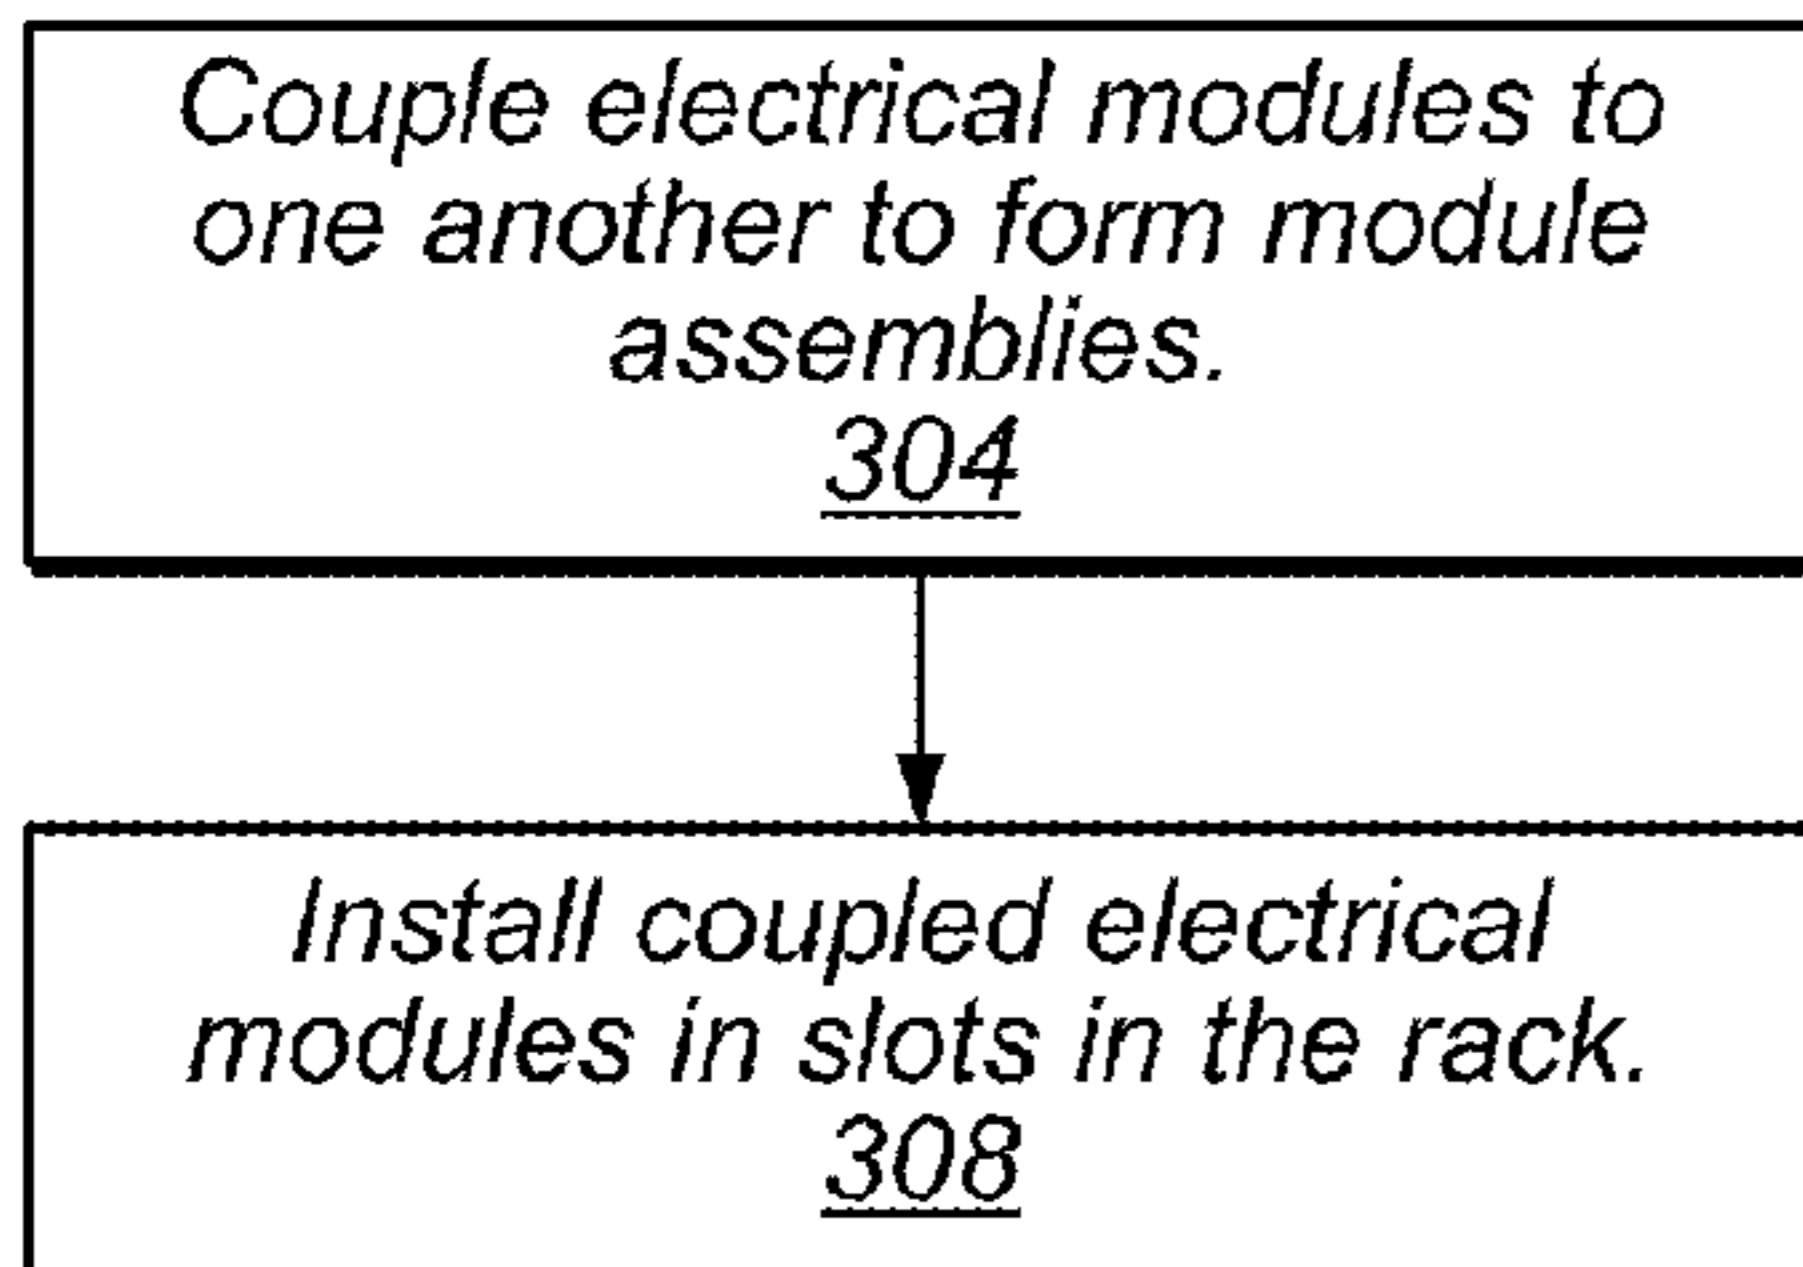 Couple electrical modules to
one another to form module
assemblies.
304
Install coupled electrical
modules in slots in the rack.
308